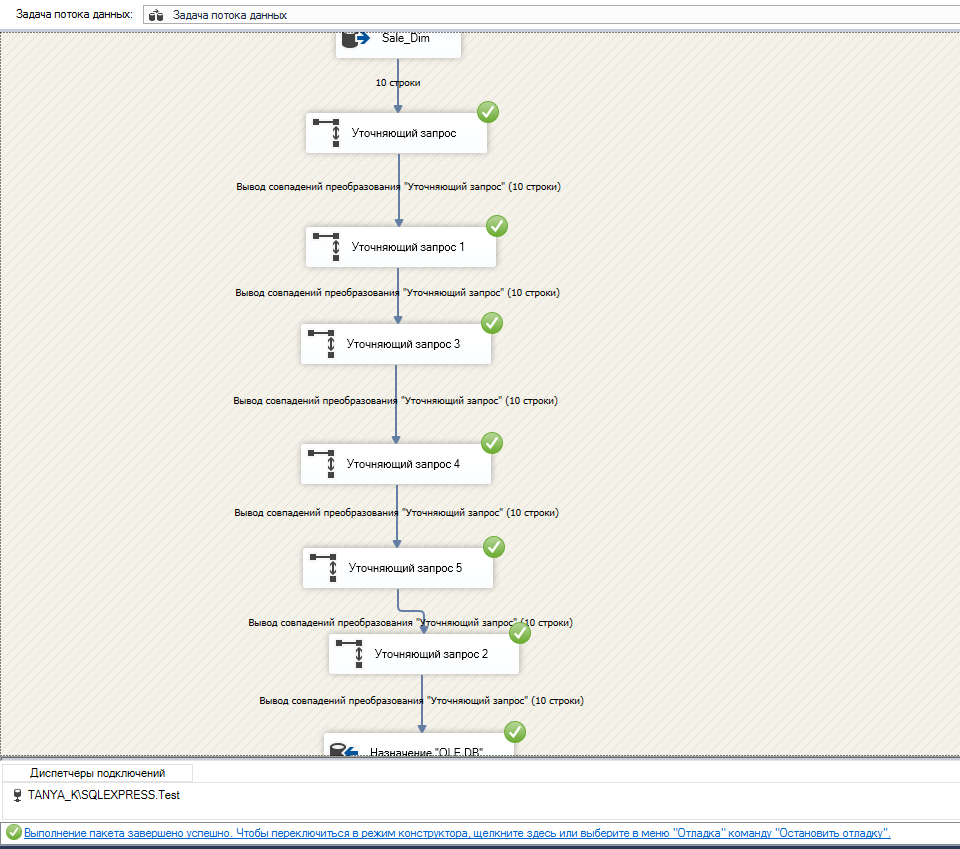 Задача потока данных: Задача потока данных
Sale_Dim
10 строки
Уточняющий запрос
Вывод совпадений преобразования "Уточняющий запрос" (10 строки)
Уточняющий запрос 1
Вывод совпадений преобразования "Уточняющий запрос" (10 строки)
Уточняющий запрос 3
Вывод совпадений преобразования "Уточняющий запрос" (10 строки)
Уточняющий запрос 4
Вывод совпадений преобразования "Уточняющий запрос" (10 строки)
Уточняющий запрос 5
Вывод совпадений преобразования "Уточняющий запрос" (10 строки)
Уточняющий запрос 2
Вывод совпадений преобразования "Уточняющий запрос" (10 строки)
Назначение "OLE DB"
Диспетчеры подключений
TANYA_K\SQLEXPRESS.Test
Выполнение пакета завершено успешно. Чтобы переключиться в режим конструктора, щелкните здесь или выберите в меню "Отладка" команду "Остановить отладку".